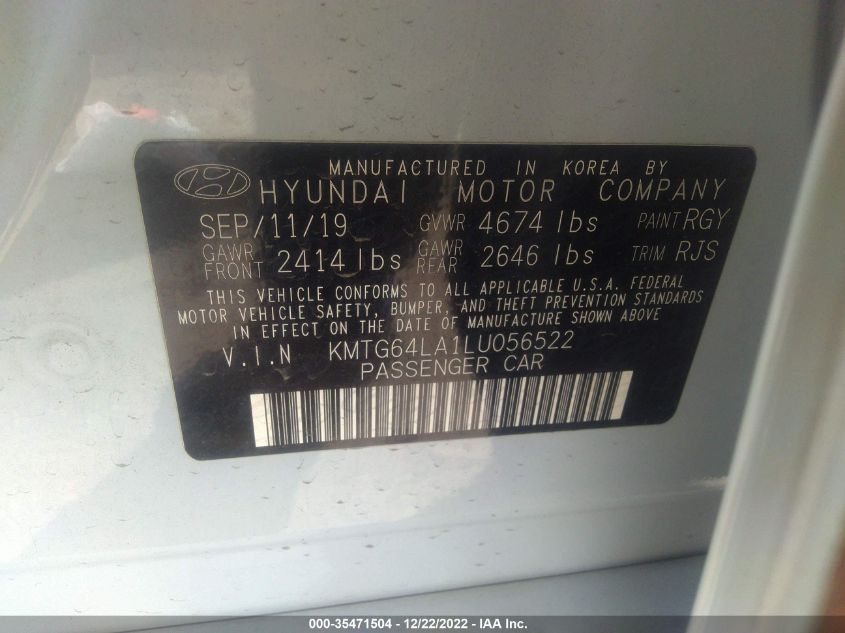 MANUFACTURED IN KOREA BY
HYUNDAI MOTOR COMPANY
SEP/11/19 GVWR 4674 lbs PAINT RGY
GAWR FRONT 2414 lbs GAWR REAR 2646 lbs TRIM RJS
THIS VEHICLE CONFORMS TO ALL APPLICABLE U.S.A. FEDERAL
MOTOR VEHICLE SAFETY, BUMPER, AND THEFT PREVENTION STANDARDS
IN EFFECT ON THE DATE OF MANUFACTURE SHOWN ABOVE
V.I.N KMTG64LA1LU056522
PASSENGER CAR
000-35471504 - 12/22/2022 - IAA Inc.